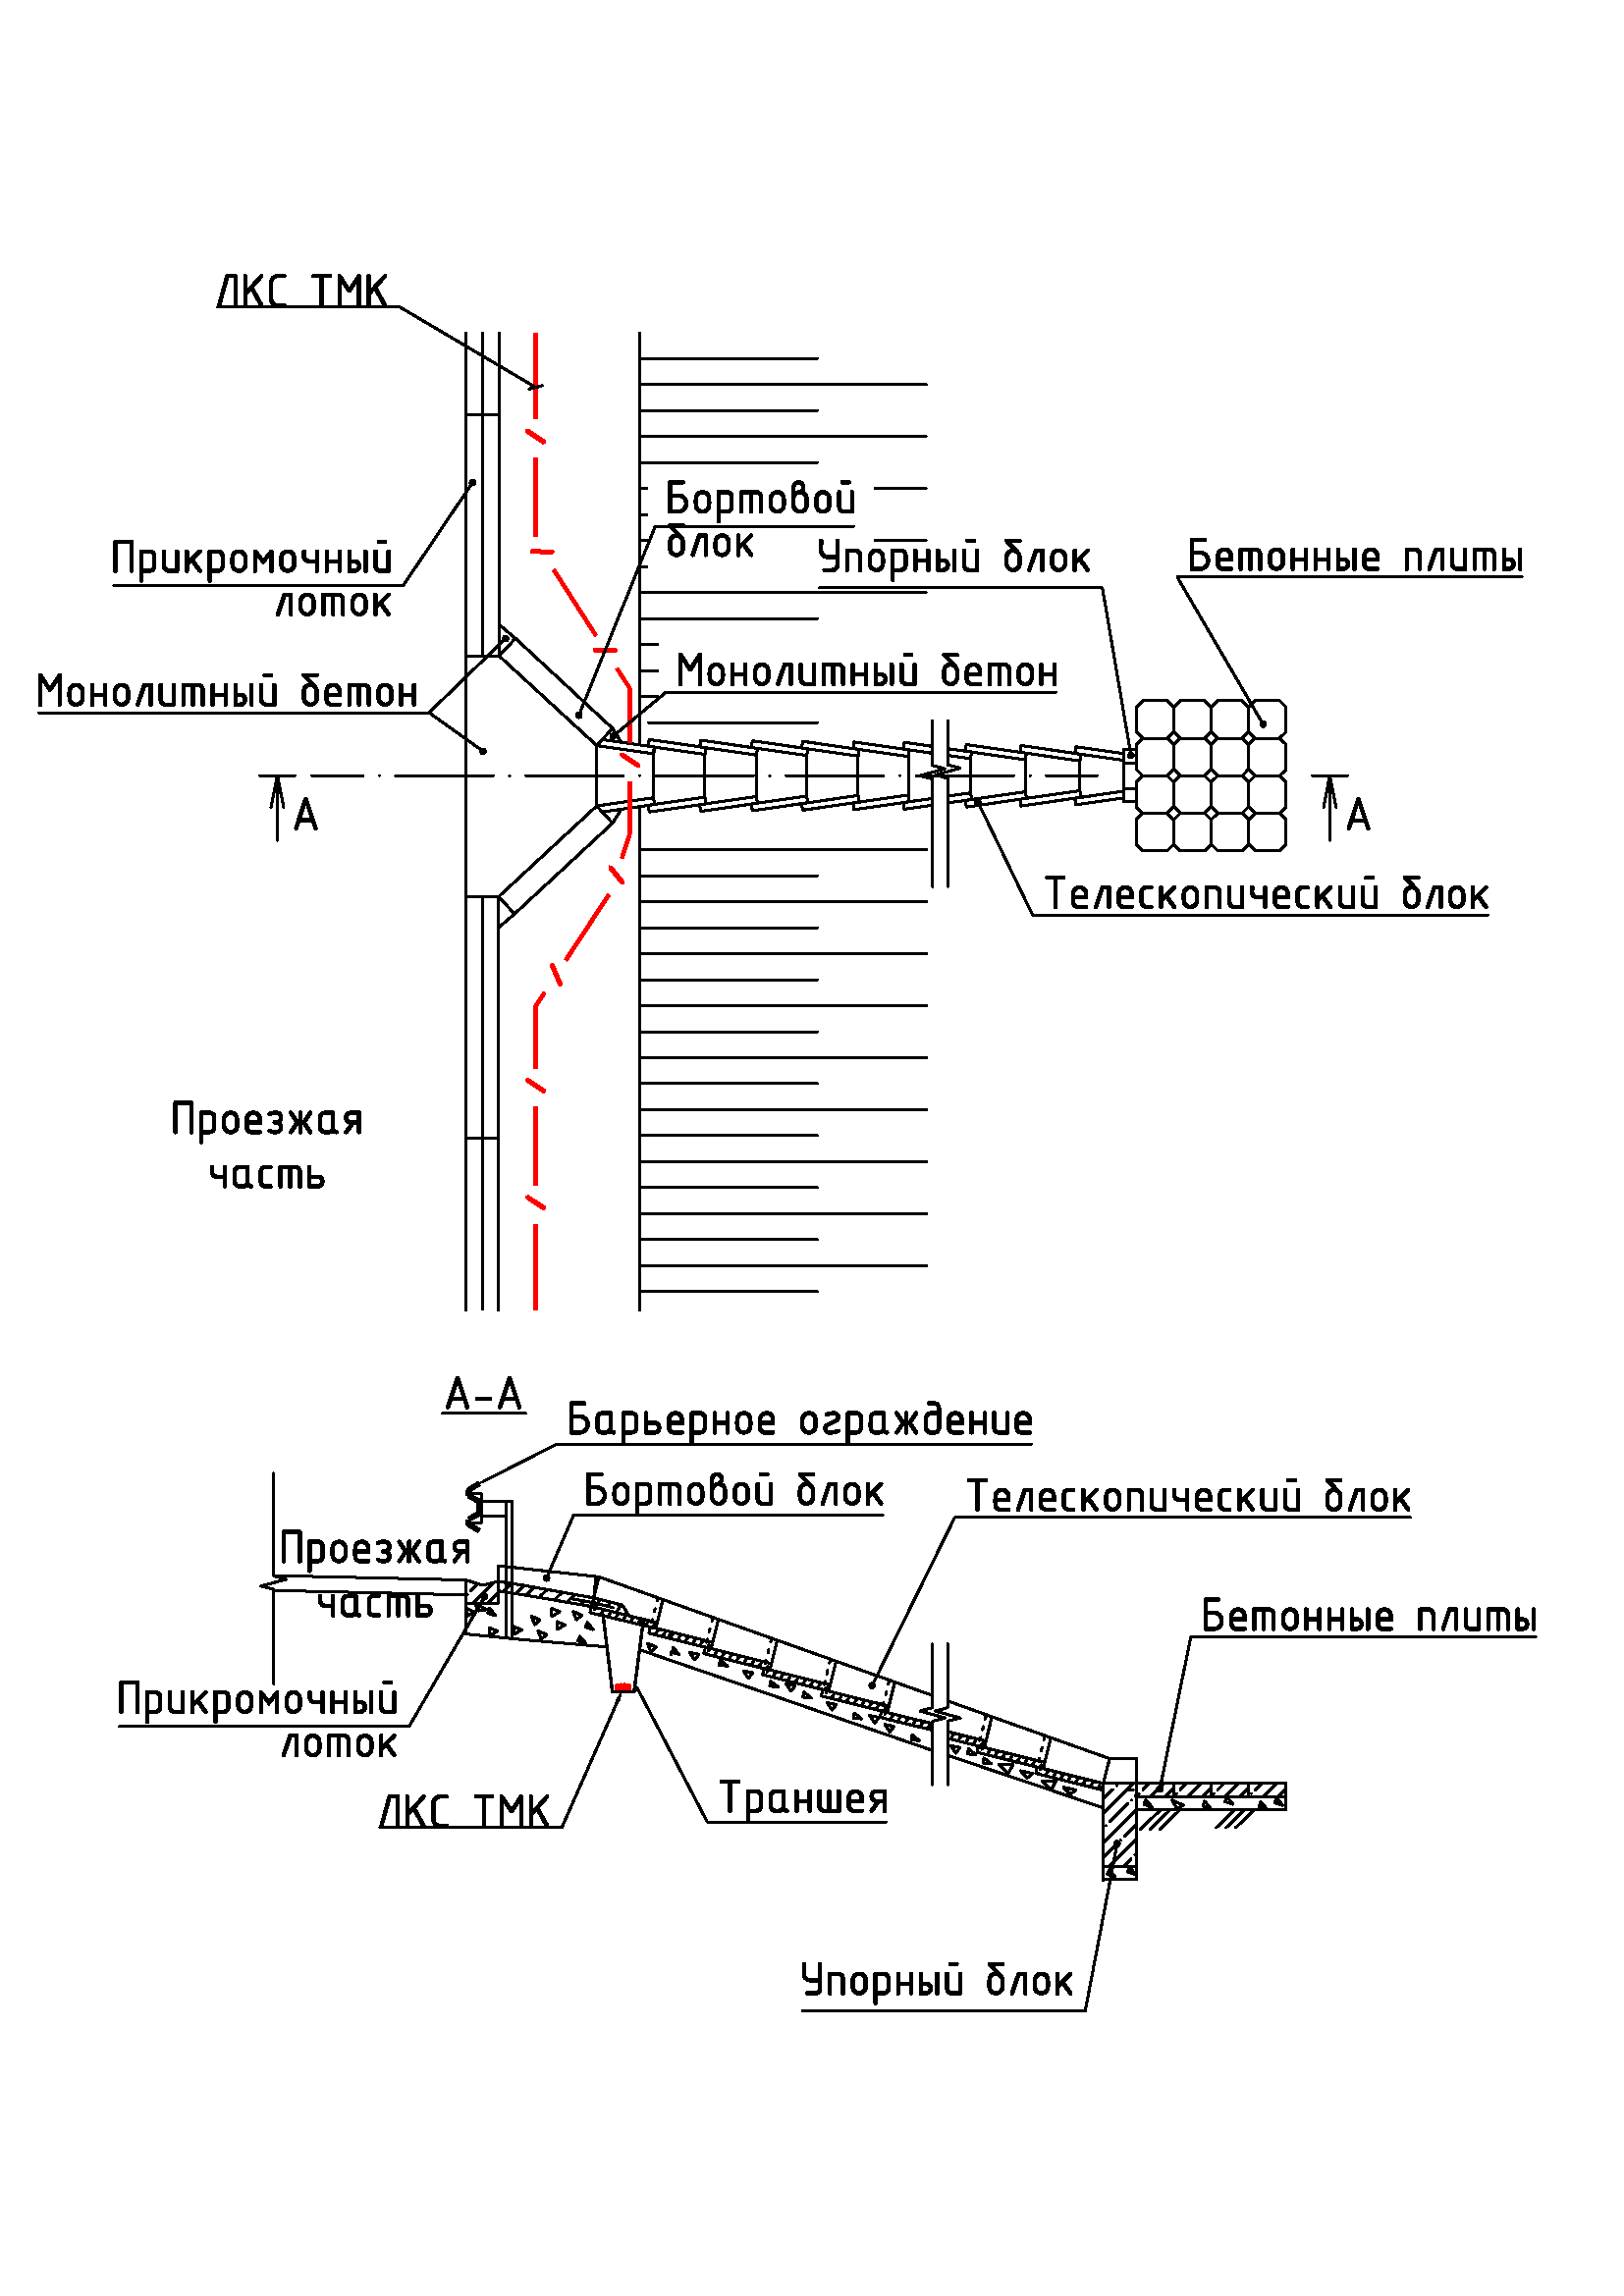 ЛКС ТМК
Бортовой
блок
Прикромочный
лоток
Упорный блок
Бетонные плиты
Монолитный бетон
Монолитный бетон
А
А
Телескопический блок
Проезжая
часть
А-А
Барьерное ограждение
Бортовой блок
Телескопический блок
Проезжая
часть
Бетонные плиты
Прикромочный
лоток
ЛКС ТМК
Траншея
Упорный блок